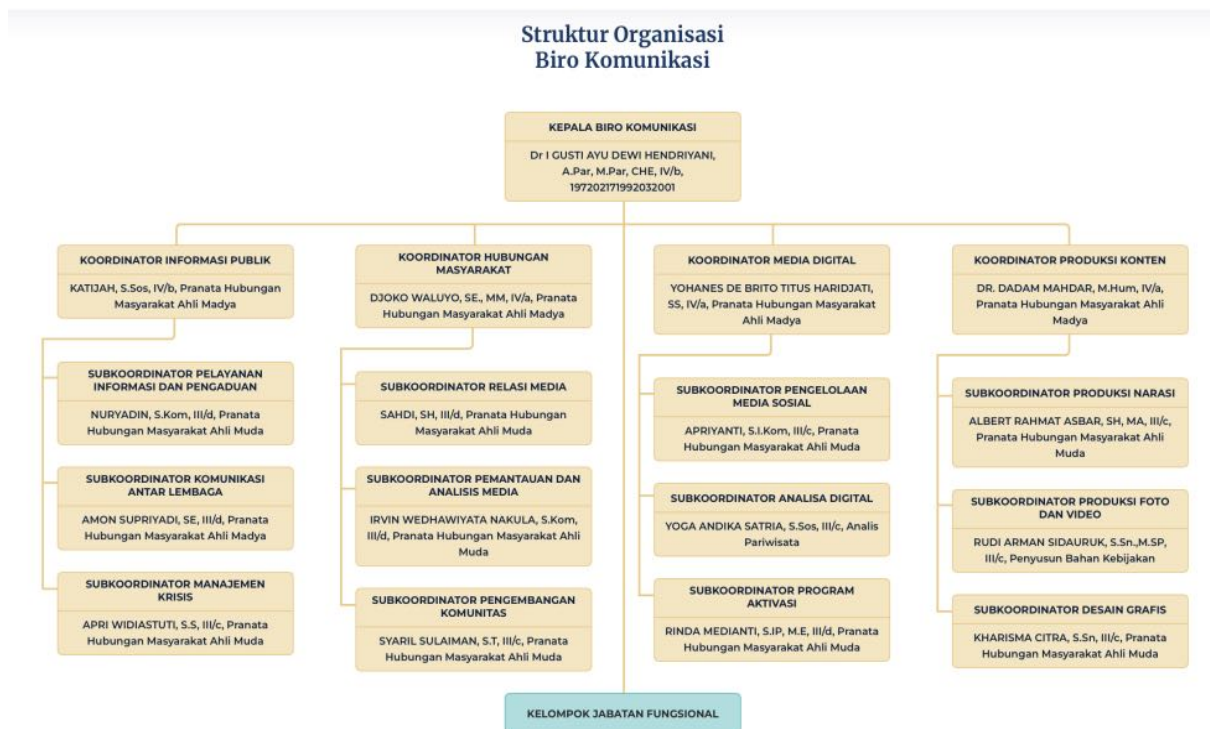 Struktur Organisasi
Biro Komunikasi
KEPALA BIRO KOMUNIKASI
Dr I GUSTI AYU DEWI HENDRIYANI,
A.Par, M.Par, CHE, IV/b,
197202171992032001
KOORDINATOR INFORMASI PUBLIK
KATIJAH, S.Sos, IV/b, Pranata Hubungan
Masyarakat Ahli Madya
SUBKOORDINATOR PELAYANAN
INFORMASI DAN PENGADUAN
NURYADIN, S.Kom, III/d, Pranata
Hubungan Masyarakat Ahli Muda
SUBKOORDINATOR KOMUNIKASI
ANTAR LEMBAGA
AMON SUPRIYADI, SE, III/d, Pranata
Hubungan Masyarakat Ahli Madya
SUBKOORDINATOR MANAJEMEN
KRISIS
APRI WIDIASTUTI, S.S, III/c, Pranata
Hubungan Masyarakat Ahli Muda
KOORDINATOR HUBUNGAN
MASYARAKAT
DJOKO WALUYO, SE., MM, IV/a, Pranata
Hubungan Masyarakat Ahli Madya
SUBKOORDINATOR RELASI MEDIA
SAHDI, SH, III/d, Pranata Hubungan
Masyarakat Ahli Muda
SUBKOORDINATOR PEMANTAUAN DAN
ANALISIS MEDIA
IRVIN WEDHAWIYATA NAKULA, S.Kom,
III/d, Pranata Hubungan Masyarakat Ahli
Muda
SUBKOORDINATOR PENGEMBANGAN
KOMUNITAS
SYARIL SULAIMAN, S.T, III/c, Pranata
Hubungan Masyarakat Ahli Muda
KOORDINATOR MEDIA DIGITAL
YOHANES DE BRITO TITUS HARIDJATI,
SS, IV/a, Pranata Hubungan Masyarakat
Ahli Madya
SUBKOORDINATOR PENGELOLAAN
MEDIA SOSIAL
APRIYANTI, S.I.Kom, III/c, Pranata
Hubungan Masyarakat Ahli Muda
SUBKOORDINATOR ANALISA DIGITAL
YOGA ANDIKA SATRIA, S.Sos, III/c, Analis
Pariwisata
SUBKOORDINATOR PROGRAM
AKTIVASI
RINDA MEDIANTI, S.IP, M.E, III/d, Pranata
Hubungan Masyarakat Ahli Muda
KOORDINATOR PRODUKSI KONTEN
DR. DADAM MAHDAR, M.Hum, IV/a,
Pranata Hubungan Masyarakat Ahli
Madya
SUBKOORDINATOR PRODUKSI NARASI
ALBERT RAHMAT ASBAR, SH, MA, III/c,
Pranata Hubungan Masyarakat Ahli
Muda
SUBKOORDINATOR PRODUKSI FOTO
DAN VIDEO
RUDI ARMAN SIDAURUK, S.Sn.,M.SP,
III/c, Penyusun Bahan Kebijakan
SUBKOORDINATOR DESAIN GRAFIS
KHARISMA CITRA, S.Sn, III/c, Pranata
Hubungan Masyarakat Ahli Muda
KELOMPOK JABATAN FUNGSIONAL